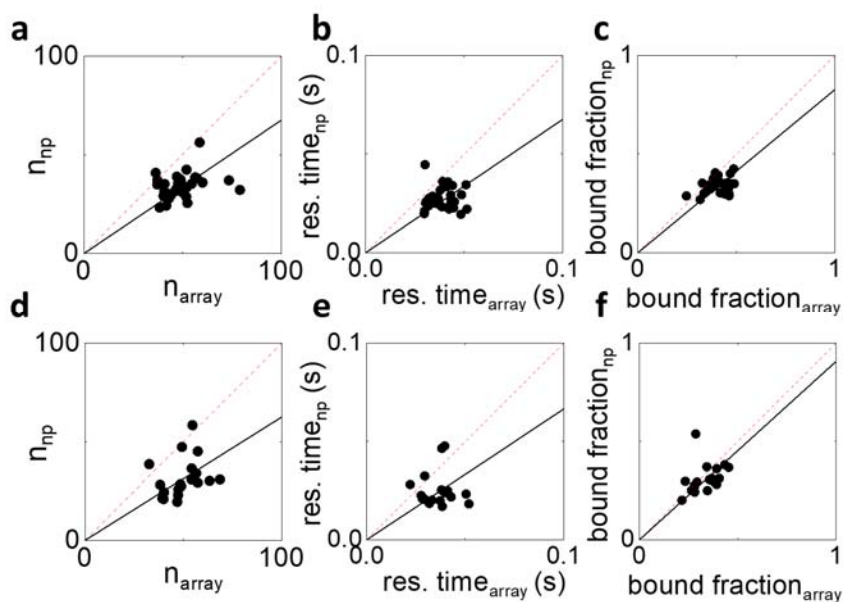 a
100
n_np
0
0
100
n_array
b
0.1
res. time_np (s)
0.0
0.0
0.1
res. time_array (s)
c
1
bound fraction_np
0
0
1
bound fraction_array
d
100
n_np
0
0
100
n_array
e
0.1
res. time_np (s)
0.0
0.0
0.1
res. time_array (s)
f
1
bound fraction_np
0
0
1
bound fraction_array